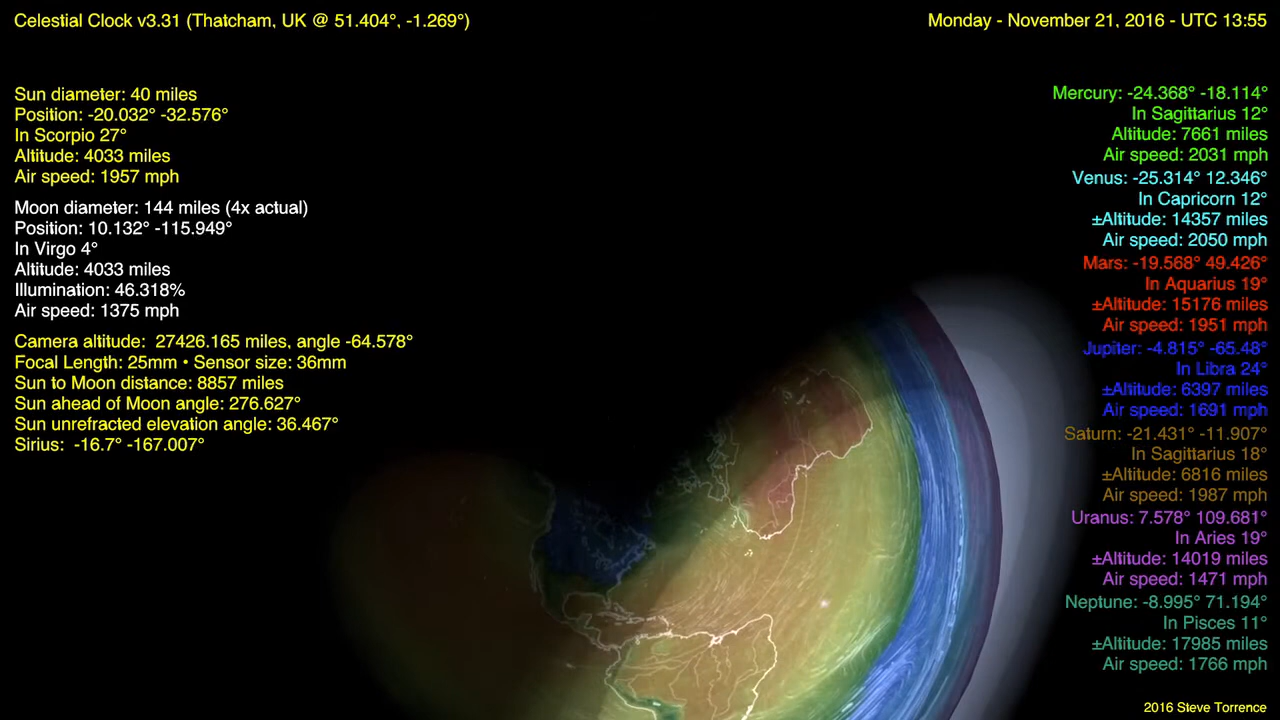 Celestial Clock v3.31 (Thatcham, UK @ 51.404°, -1.269°)
Monday - November 21, 2016 - UTC 13:55
Sun diameter: 40 miles
Position: -20.032° -32.576°
In Scorpio 27°
Altitude: 4033 miles
Air speed: 1957 mph
Moon diameter: 144 miles (4x actual)
Position: 10.132° -115.949°
In Virgo 4°
Altitude: 4033 miles
Illumination: 46.318%
Air speed: 1375 mph
Camera altitude:  27426.165 miles, angle -64.578°
Focal Length: 25mm • Sensor size: 36mm
Sun to Moon distance: 8857 miles
Sun ahead of Moon angle: 276.627°
Sun unrefracted elevation angle: 36.467°
Sirius:  -16.7° -167.007°
Mercury: -24.368° -18.114°
In Sagittarius 12°
Altitude: 7661 miles
Air speed: 2031 mph
Venus: -25.314° 12.346°
In Capricorn 12°
±Altitude: 14357 miles
Air speed: 2050 mph
Mars: -19.568° 49.426°
In Aquarius 19°
±Altitude: 15176 miles
Air speed: 1951 mph
Jupiter: -4.815° -65.48°
In Libra 24°
±Altitude: 6397 miles
Air speed: 1691 mph
Saturn: -21.431° -11.907°
In Sagittarius 18°
±Altitude: 6816 miles
Air speed: 1987 mph
Uranus: 7.578° 109.681°
In Aries 19°
±Altitude: 14019 miles
Air speed: 1471 mph
Neptune: -8.995° 71.194°
In Pisces 11°
±Altitude: 17985 miles
Air speed: 1766 mph
2016 Steve Torrence